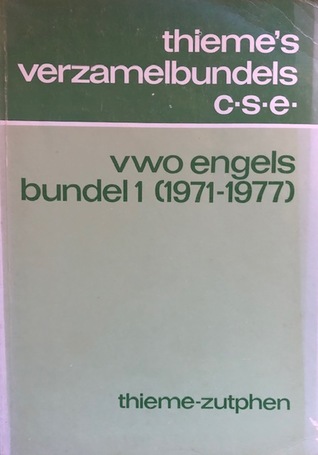 thieme's
verzamelbundels
c·s·e·
vwo engels
bundel 1 (1971-1977)
thieme-zutphen